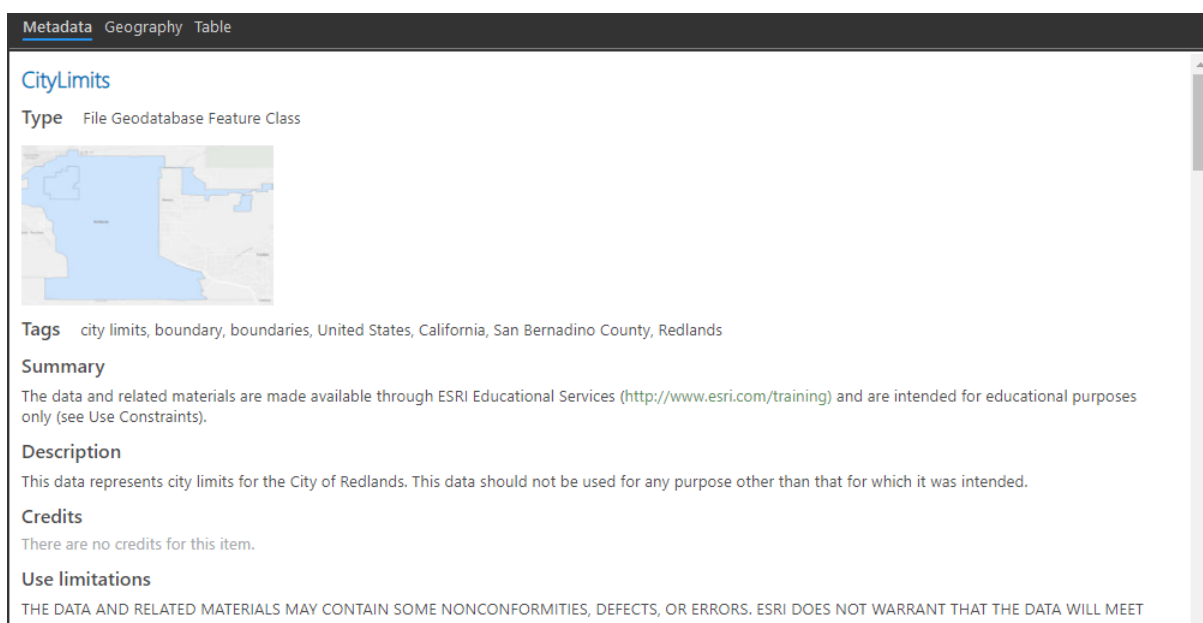 Metadata Geography Table
CityLimits
Type File Geodatabase Feature Class
Tags city limits, boundary, boundaries, United States, California, San Bernadino County, Redlands
Summary
The data and related materials are made available through ESRI Educational Services (http://www.esri.com/training) and are intended for educational purposes
only (see Use Constraints).
Description
This data represents city limits for the City of Redlands. This data should not be used for any purpose other than that for which it was intended.
Credits
There are no credits for this item.
Use limitations
THE DATA AND RELATED MATERIALS MAY CONTAIN SOME NONCONFORMITIES, DEFECTS, OR ERRORS. ESRI DOES NOT WARRANT THAT THE DATA WILL MEET